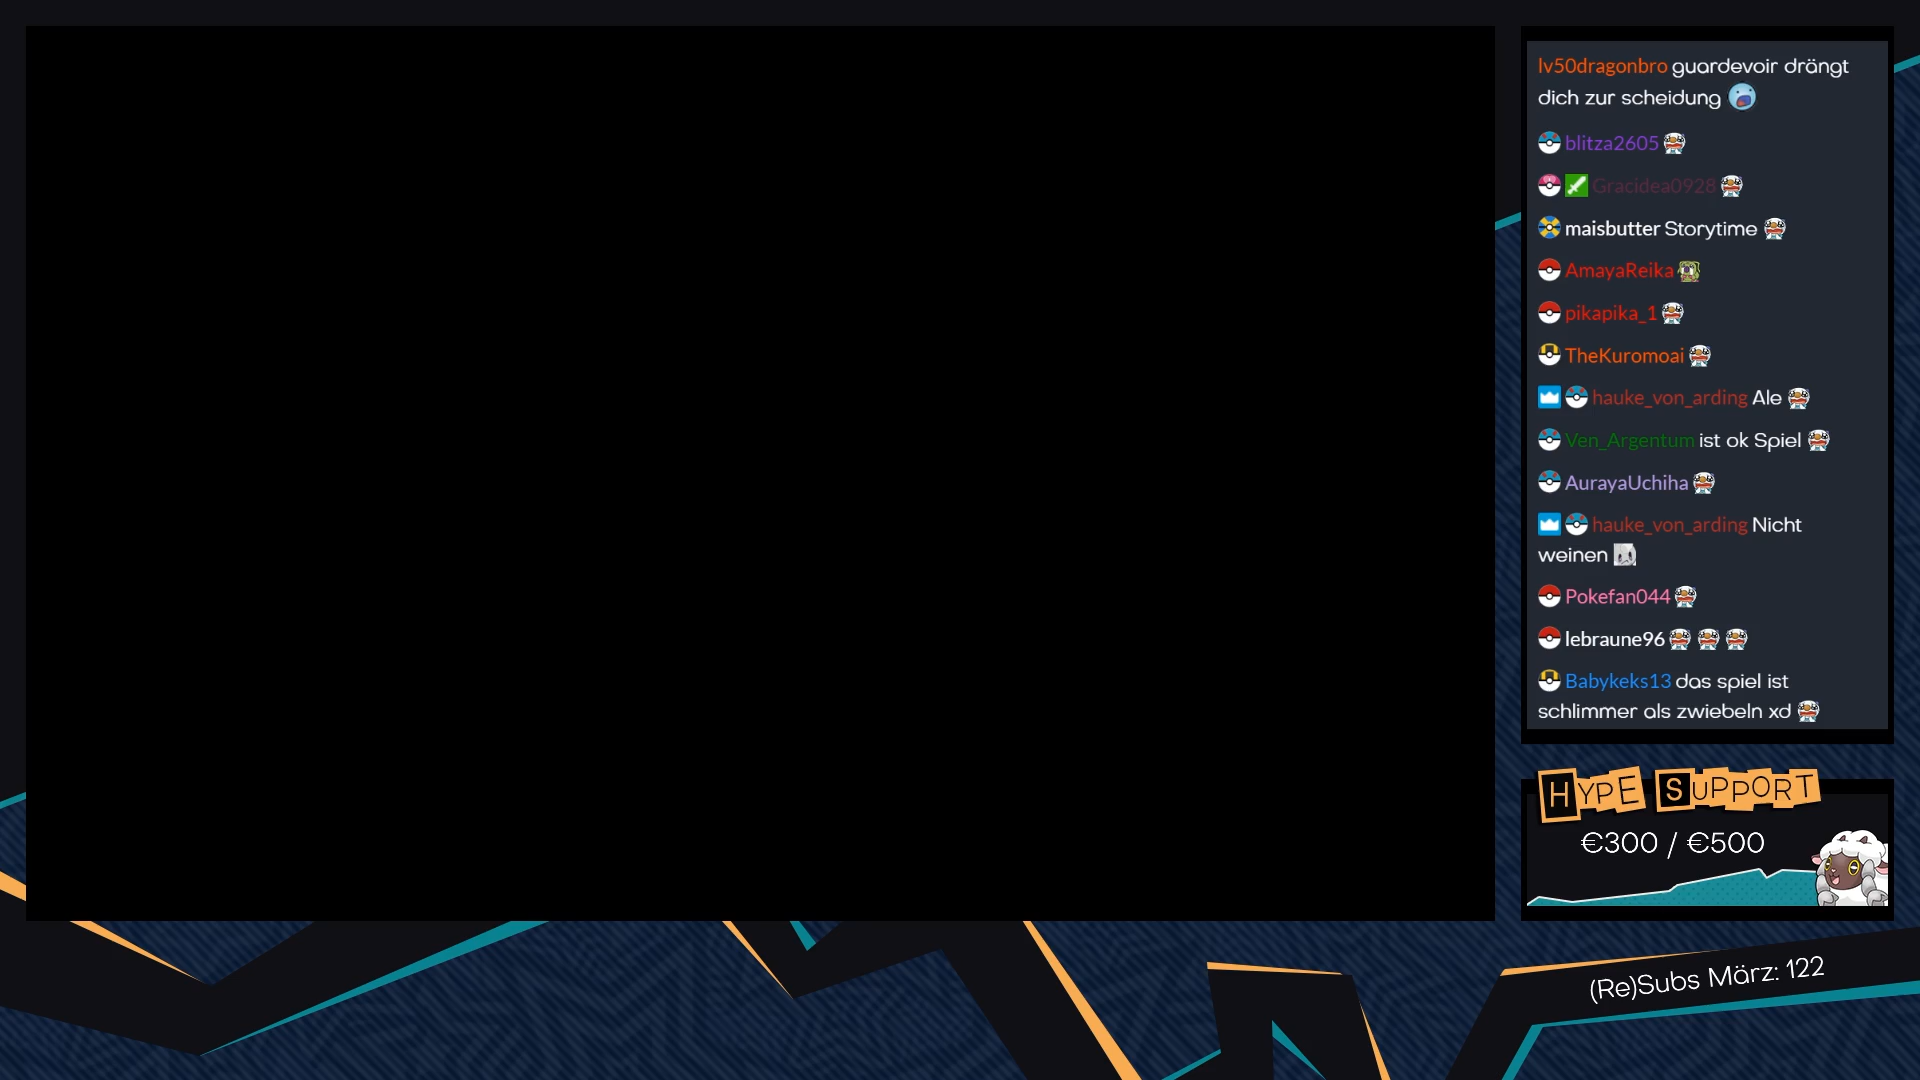 lv50dragonbro guardevoir drängt
dich zur scheidung
blitza2605
Gracidea0928
maisbutter Storytime
AmayaReika
pikapika_1
TheKuromoai
hauke_von_arding Ale
Ven_Argentum ist ok Spiel
AurayaUchiha
hauke_von_arding Nicht
weinen
Pokefan044
lebraune96
Babykeks13 das spiel ist
schlimmer als zwiebeln xd
HYPE SUPPORT
€300 / €500
(Re)Subs März: 122